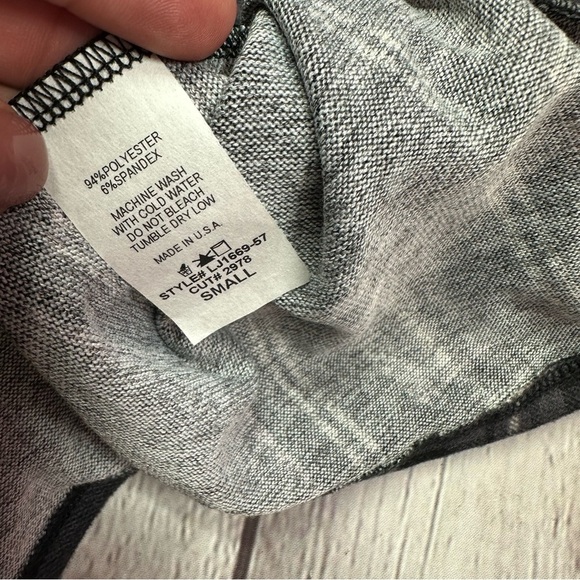 94%POLYESTER
6%SPANDEX
MACHINE WASH
WITH COLD WATER
DO NOT BLEACH
TUMBLE DRY LOW
MADE IN U.S.A.
STYLE# LJ1669-57
CUT# 2978
SMALL